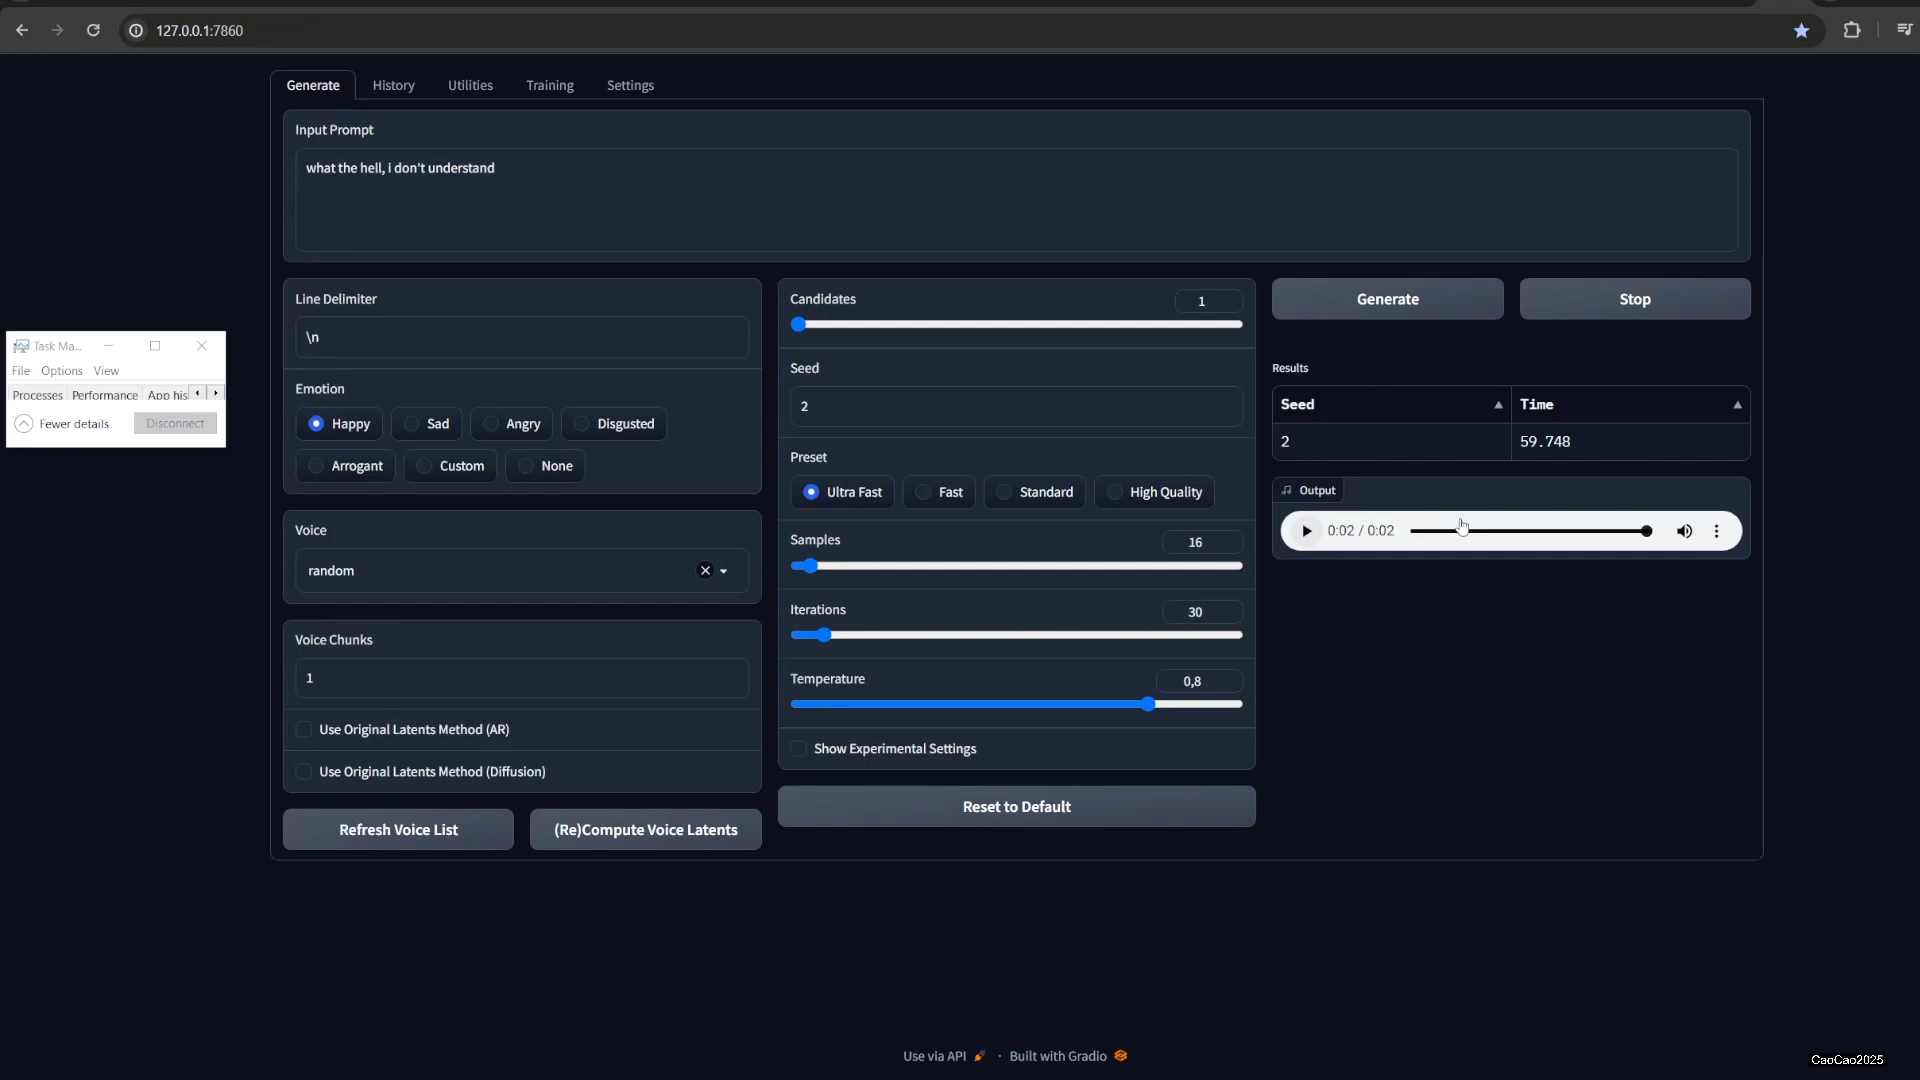 127.0.0.1:7860
Generate History Utilities Training Settings
Input Prompt
what the hell, i don't understand
Line Delimiter
\n
Emotion
Happy Sad Angry Disgusted
Arrogant Custom None
Voice
random
Voice Chunks
1
Use Original Latents Method (AR)
Use Original Latents Method (Diffusion)
Refresh Voice List (Re)Compute Voice Latents
Candidates 1
Seed
2
Preset
Ultra Fast Fast Standard High Quality
Samples 16
Iterations 30
Temperature 0,8
Show Experimental Settings
Reset to Default
Generate Stop
Results
Seed Time
2 59.748
Output
0:02 / 0:02
Task Ma...
File Options View
Processes Performance App his
Fewer details Disconnect
Use via API · Built with Gradio
CaoCao2025